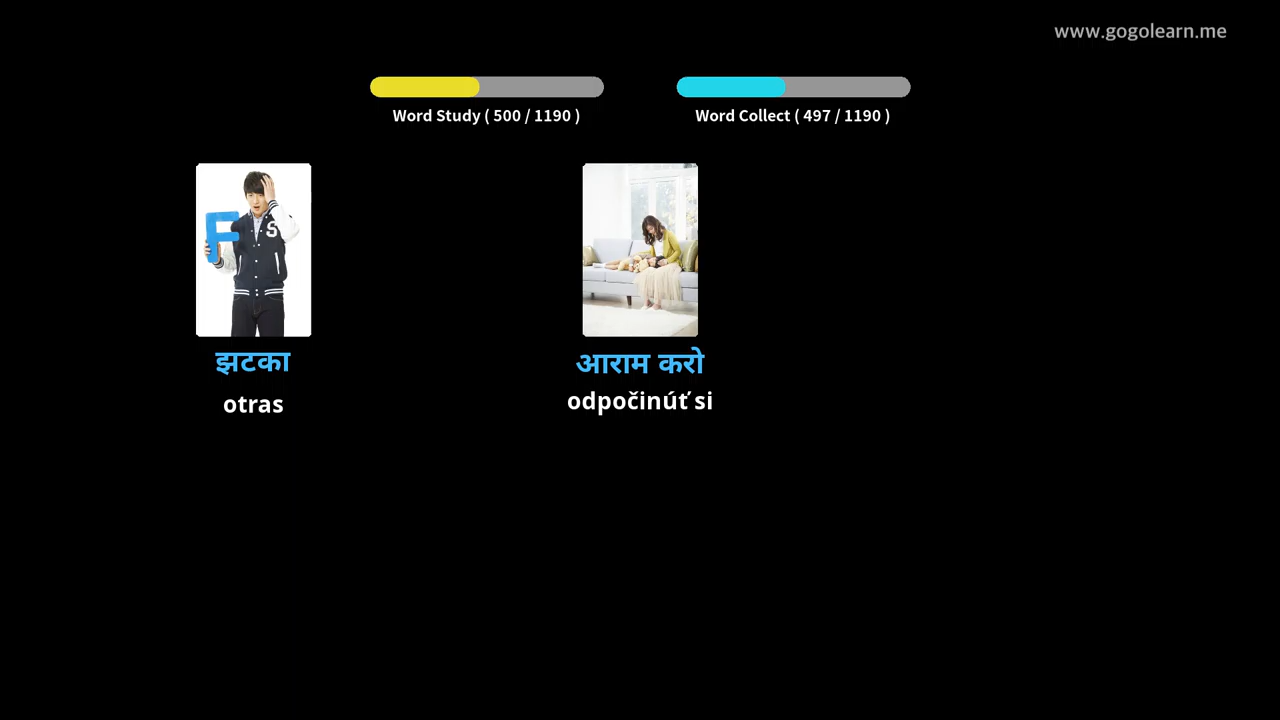 www.gogolearn.me
Word Study ( 500 / 1190 )
Word Collect ( 497 / 1190 )
F
S
झटका
आराम करो
otras
odpočinúť si